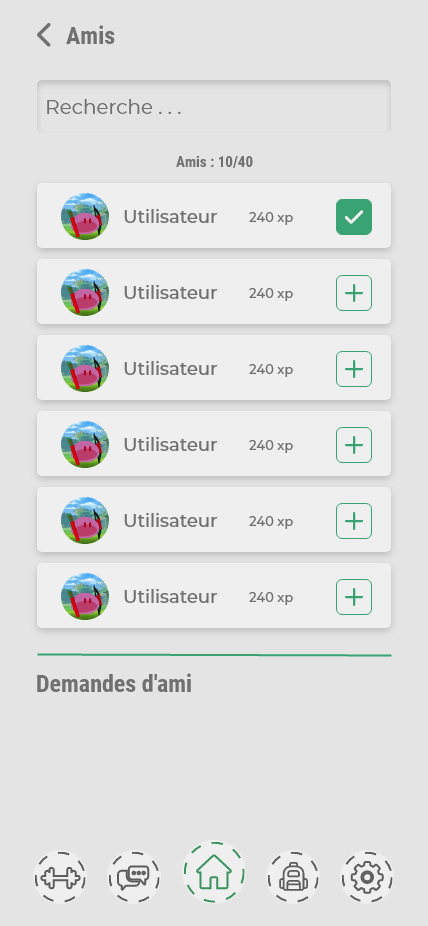 Amis
Recherche . . .
Amis : 10/40
Utilisateur 240 xp
Utilisateur 240 xp
Utilisateur 240 xp
Utilisateur 240 xp
Utilisateur 240 xp
Utilisateur 240 xp
Demandes d'ami